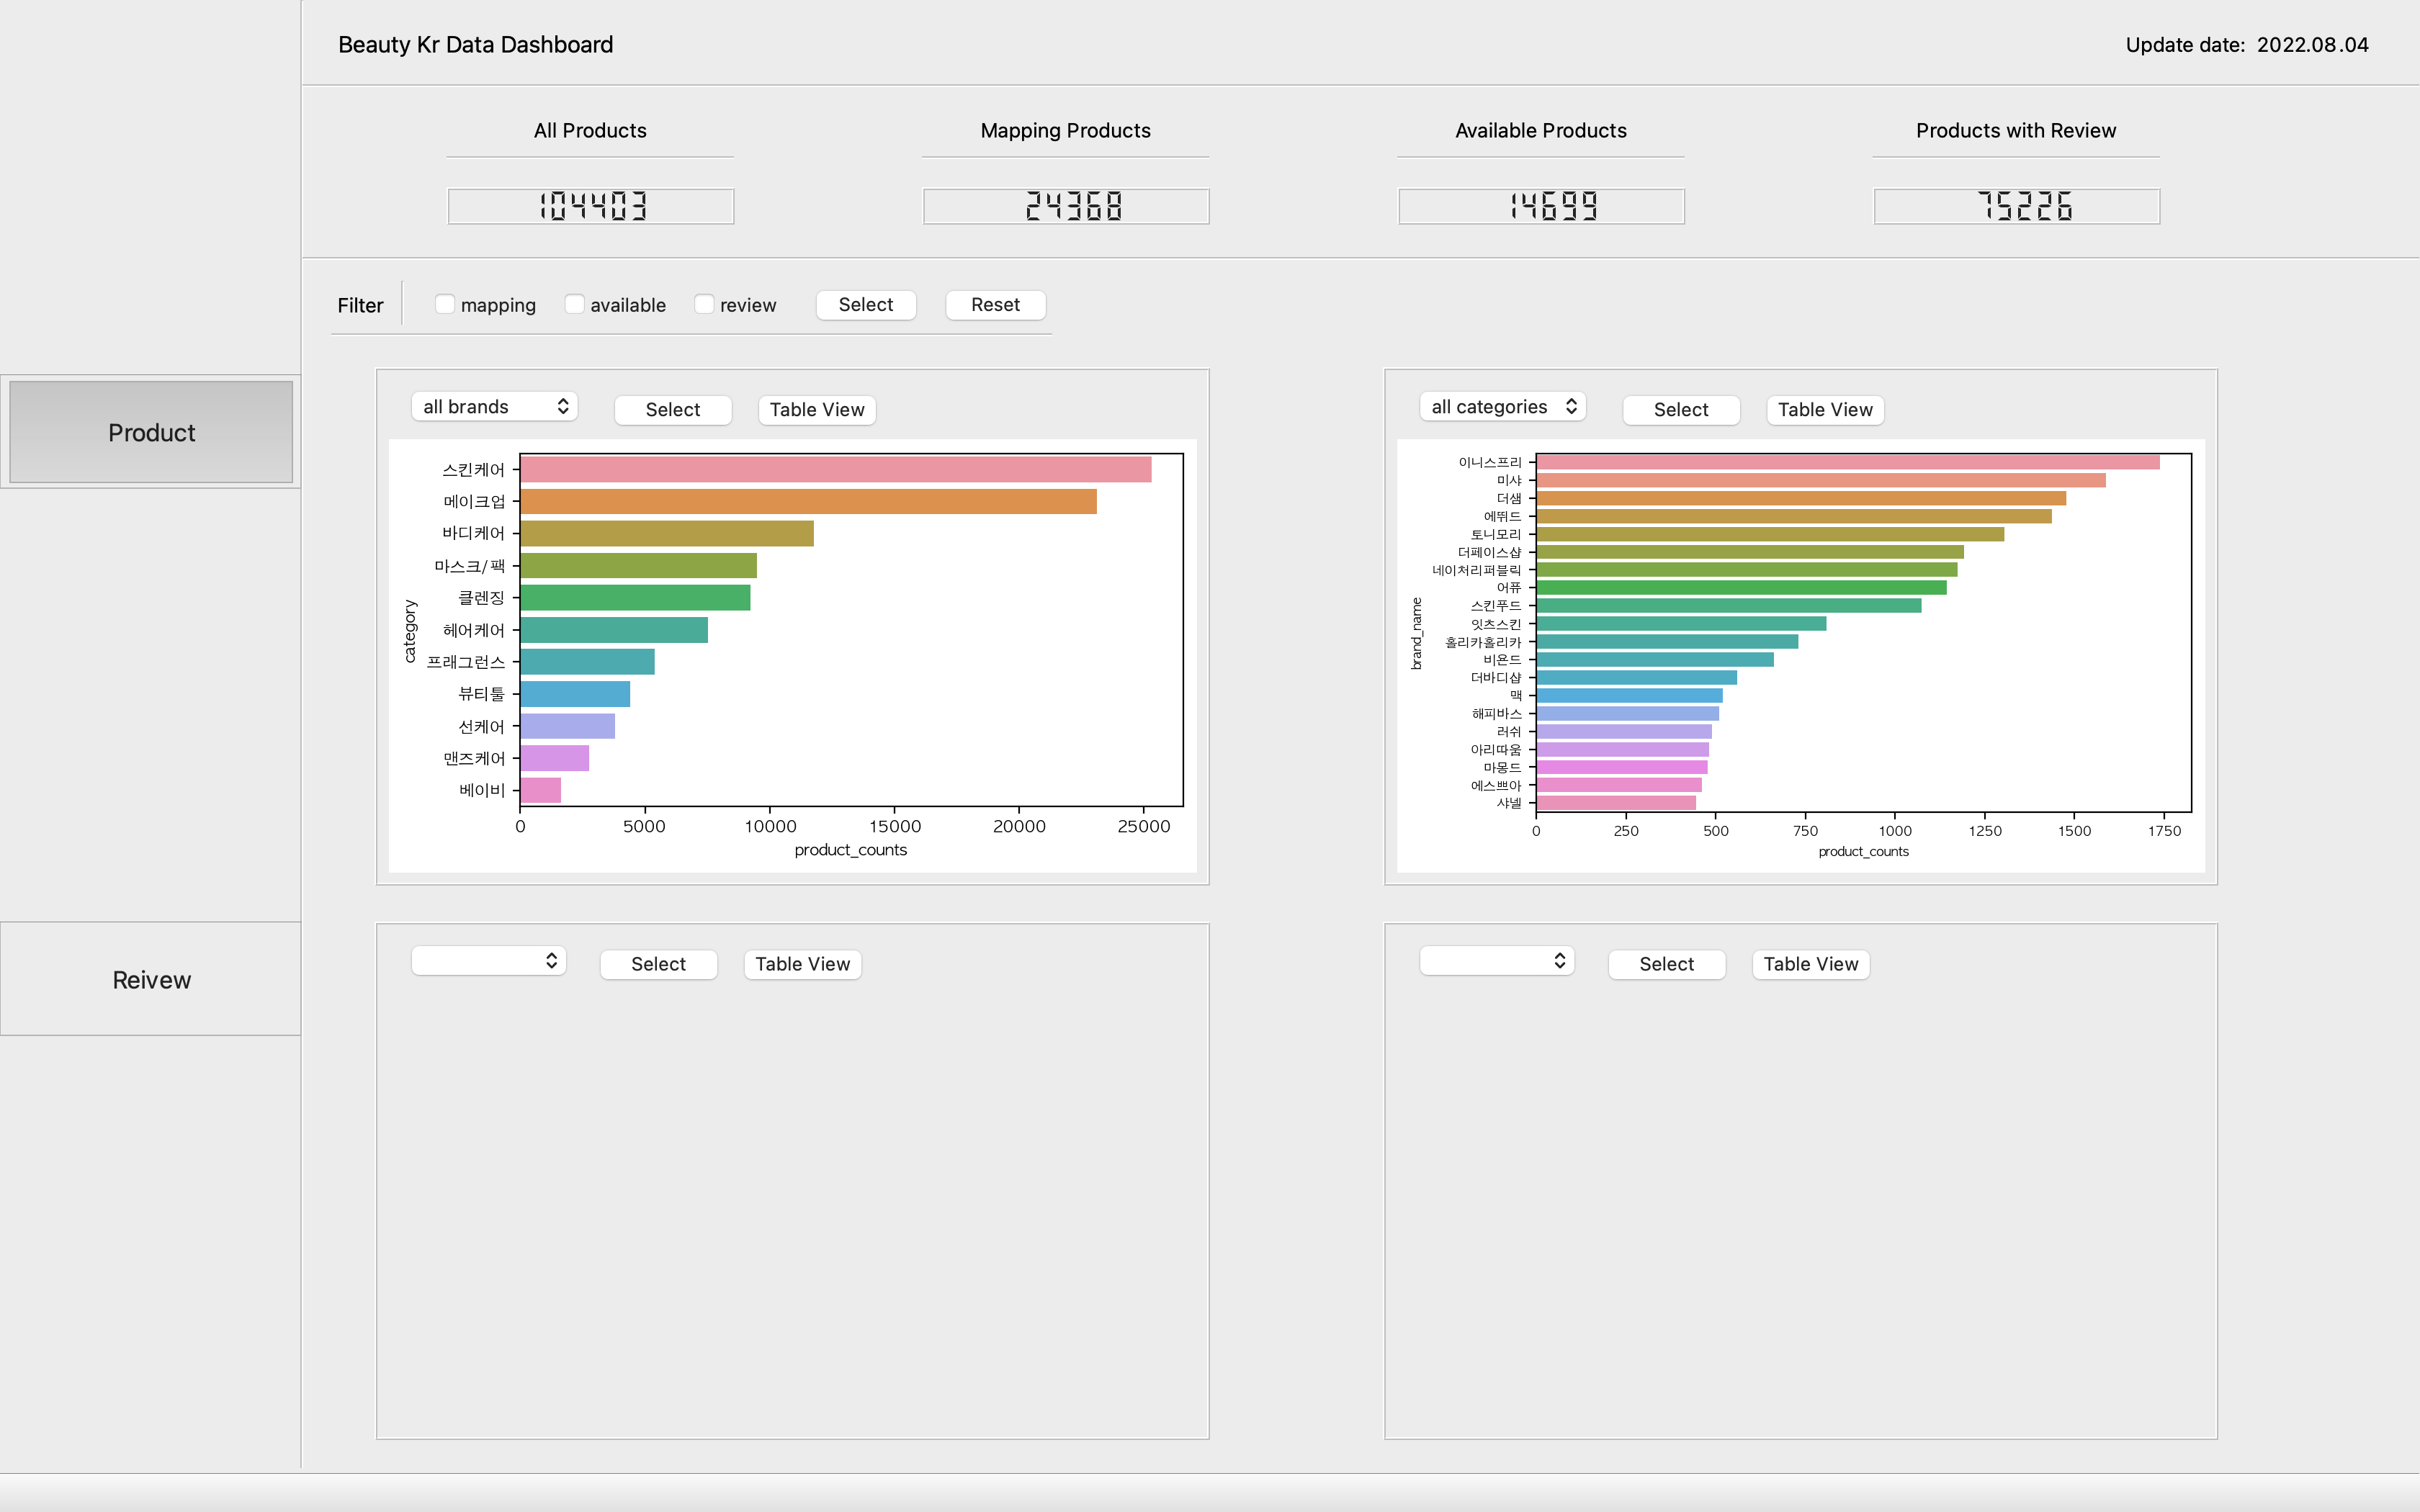 Beauty Kr Data Dashboard
Update date: 2022.08.04
All Products
Mapping Products
Available Products
Products with Review
104403
24368
14699
75226
Filter
mapping
available
review
Select
Reset
Product
Reivew
all brands
Select
Table View
category
스킨케어
메이크업
바디케어
마스크/팩
클렌징
헤어케어
프래그런스
뷰티툴
선케어
맨즈케어
베이비
0 5000 10000 15000 20000 25000
product_counts
all categories
Select
Table View
brand_name
이니스프리
미샤
더샘
에뛰드
토니모리
더페이스샵
네이처리퍼블릭
어퓨
스킨푸드
잇츠스킨
홀리카홀리카
비욘드
더바디샵
맥
해피바스
러쉬
아리따움
마몽드
에스쁘아
샤넬
0 250 500 750 1000 1250 1500 1750
product_counts
Select
Table View
Select
Table View